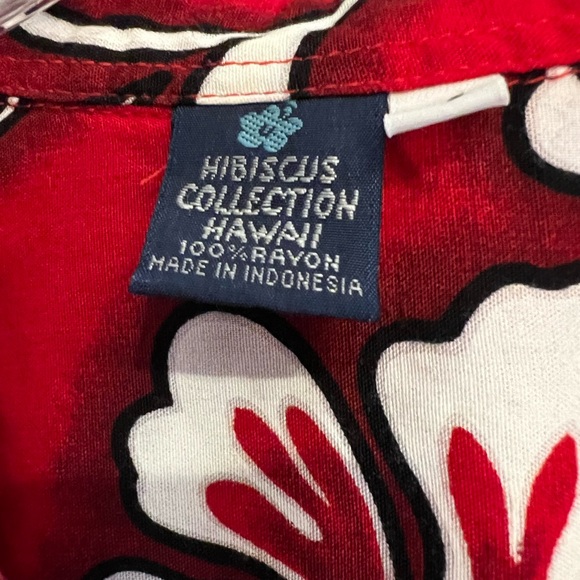 HIBISCUS
COLLECTION
HAWAII
100% RAYON
MADE IN INDONESIA